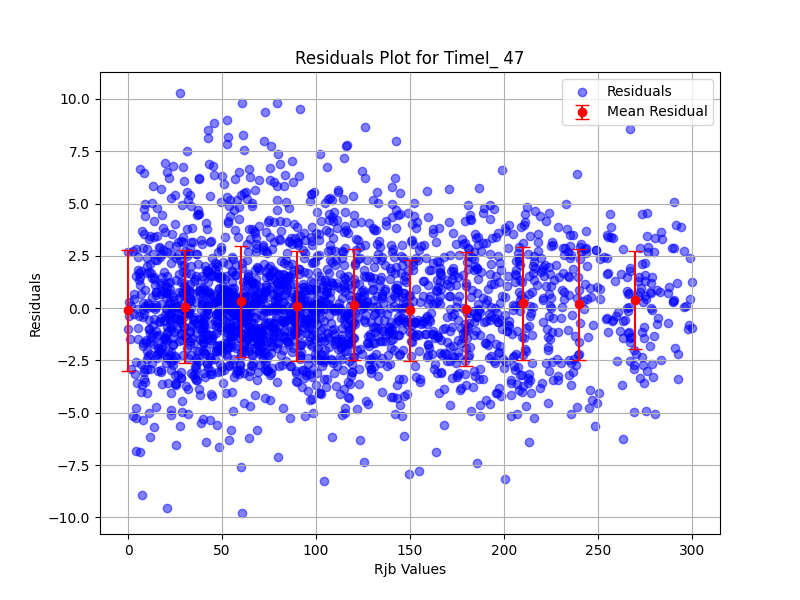 Residuals Plot for TimeI_ 47
Residuals
Mean Residual
10.0
7.5
5.0
2.5
0.0
−2.5
−5.0
−7.5
−10.0
Residuals
0 50 100 150 200 250 300
Rjb Values